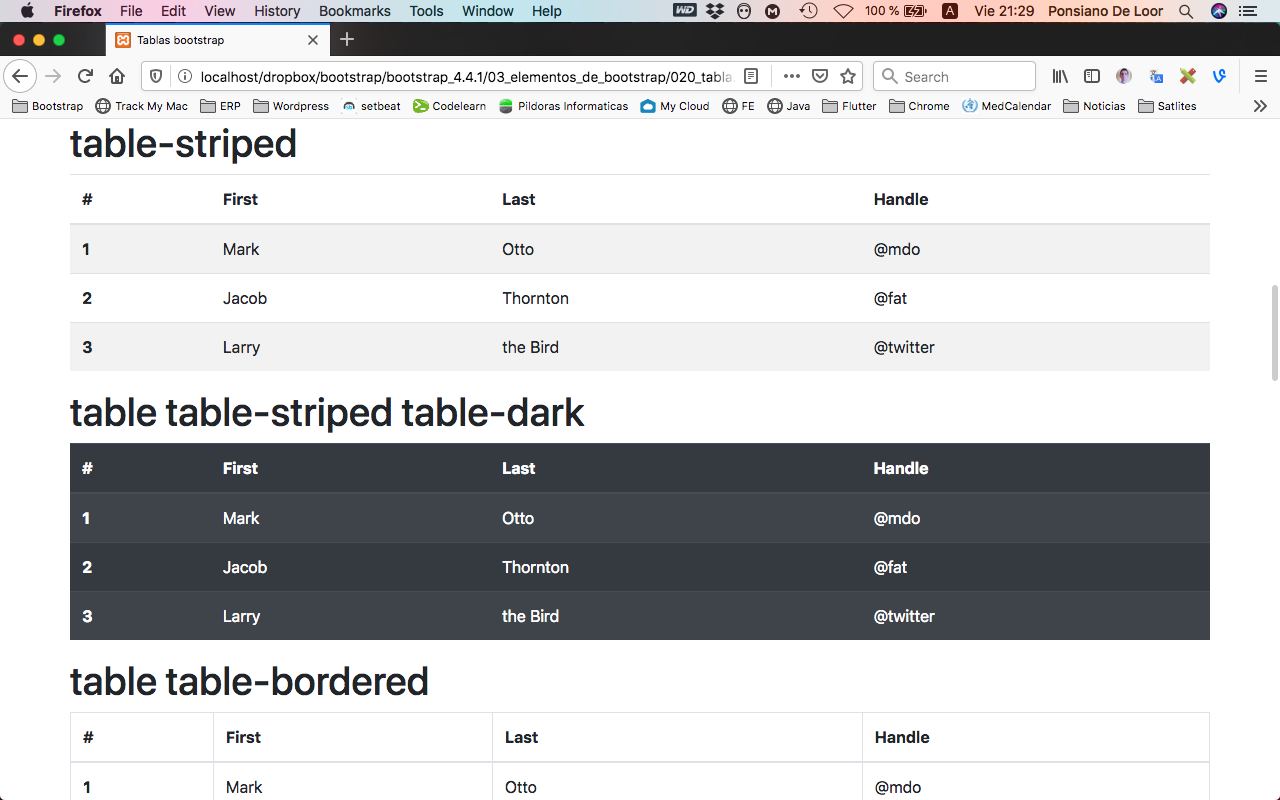 Firefox File Edit View History Bookmarks Tools Window Help WD 100 % A Vie 21:29 Ponsiano De Loor
Tablas bootstrap
localhost/dropbox/bootstrap/bootstrap_4.4.1/03_elementos_de_bootstrap/020_tabla. Search
Bootstrap Track My Mac ERP Wordpress setbeat Codelearn Pildoras Informaticas My Cloud FE Java Flutter Chrome MedCalendar Noticias Satlites
table-striped
# First Last Handle
1 Mark Otto @mdo
2 Jacob Thornton @fat
3 Larry the Bird @twitter
table table-striped table-dark
# First Last Handle
1 Mark Otto @mdo
2 Jacob Thornton @fat
3 Larry the Bird @twitter
table table-bordered
# First Last Handle
1 Mark Otto @mdo